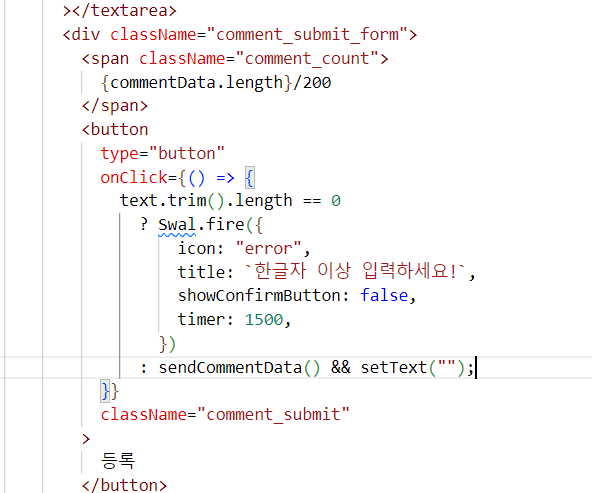 ></textarea>
<div className="comment_submit_form">
<span className="comment_count">
{commentData.length}/200
</span>
<button
type="button"
onClick={() => {
text.trim().length == 0
? Swal.fire({
icon: "error",
title: `한글자 이상 입력하세요!`,
showConfirmButton: false,
timer: 1500,
})
: sendCommentData() && setText("");
}}
className="comment_submit"
>
등록
</button>